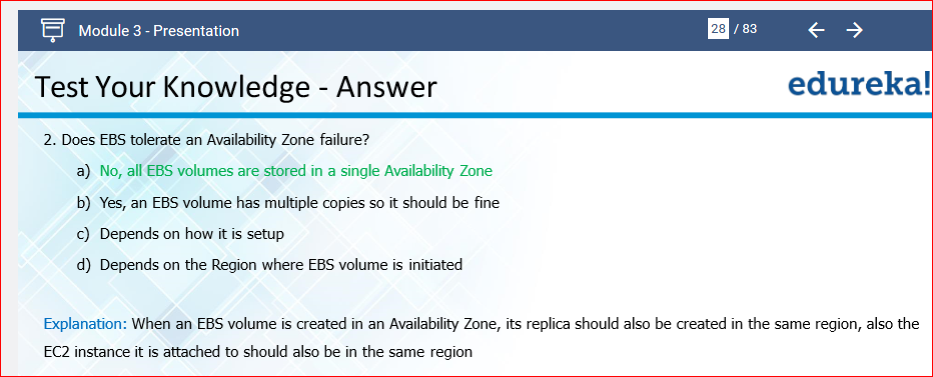 Module 3 - Presentation
28 / 83
Test Your Knowledge - Answer
edureka!
2. Does EBS tolerate an Availability Zone failure?
a) No, all EBS volumes are stored in a single Availability Zone
b) Yes, an EBS volume has multiple copies so it should be fine
c) Depends on how it is setup
d) Depends on the Region where EBS volume is initiated
Explanation: When an EBS volume is created in an Availability Zone, its replica should also be created in the same region, also the
EC2 instance it is attached to should also be in the same region